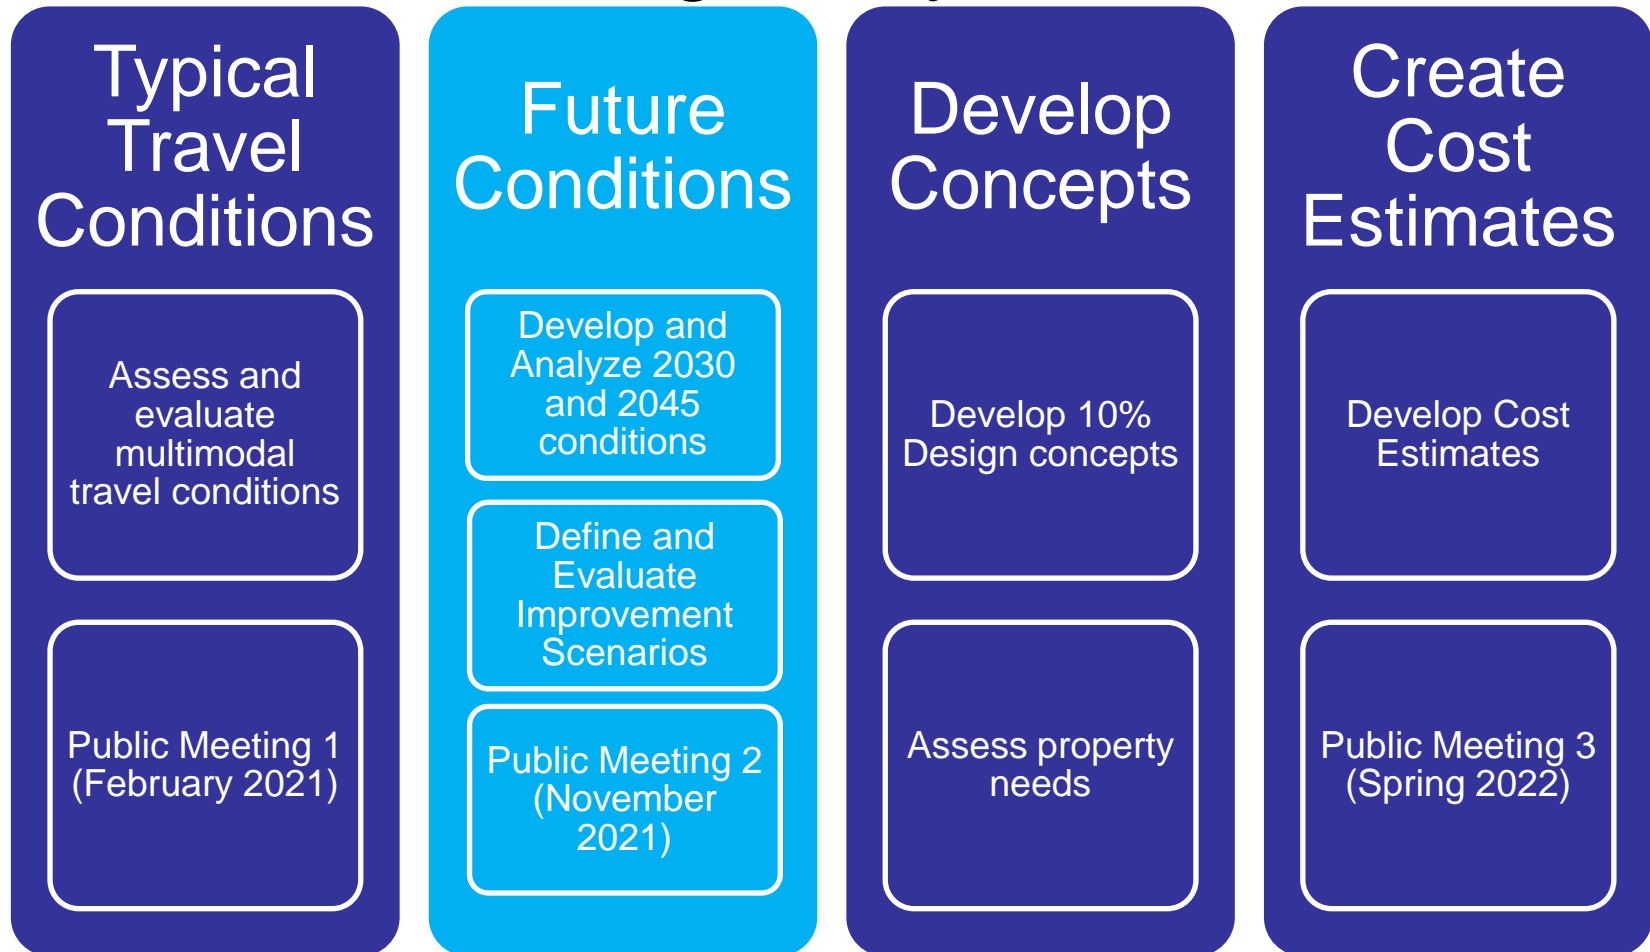 Typical
Travel
Conditions
Assess and
evaluate
multimodal
travel conditions
Public Meeting 1
(February 2021)
Future
Conditions
Develop and
Analyze 2030
and 2045
conditions
Define and
Evaluate
Improvement
Scenarios
Public Meeting 2
(November
2021)
Develop
Concepts
Develop 10%
Design concepts
Assess property
needs
Create
Cost
Estimates
Develop Cost
Estimates
Public Meeting 3
(Spring 2022)